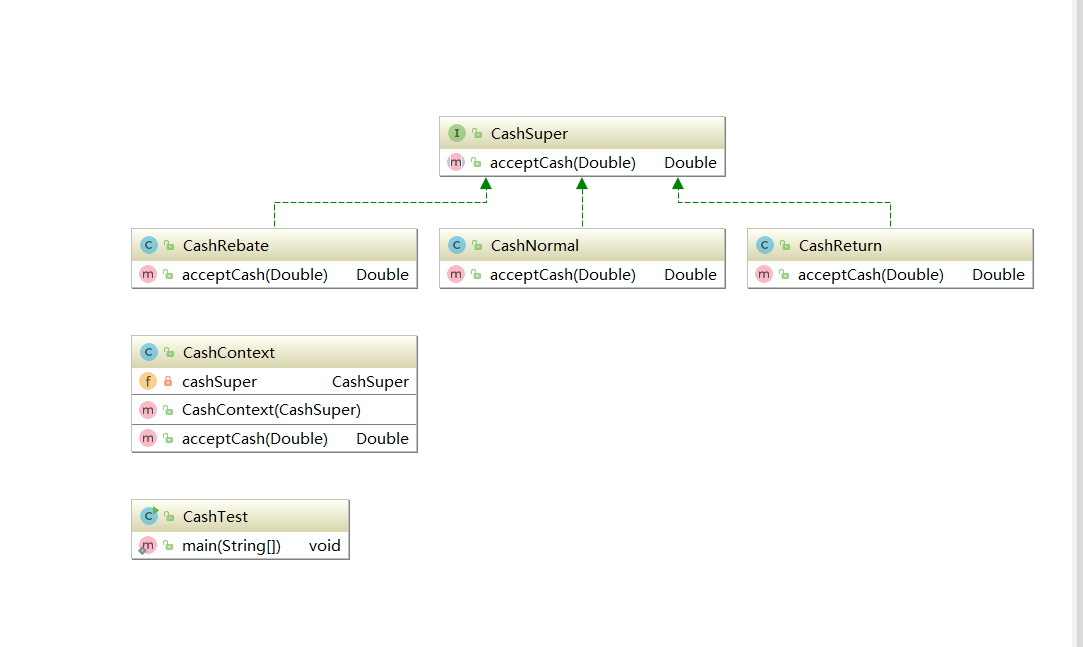 I CashSuper
m acceptCash(Double) Double
C CashRebate
m acceptCash(Double) Double
C CashNormal
m acceptCash(Double) Double
C CashReturn
m acceptCash(Double) Double
C CashContext
f cashSuper CashSuper
m CashContext(CashSuper)
m acceptCash(Double) Double
C CashTest
m main(String[]) void